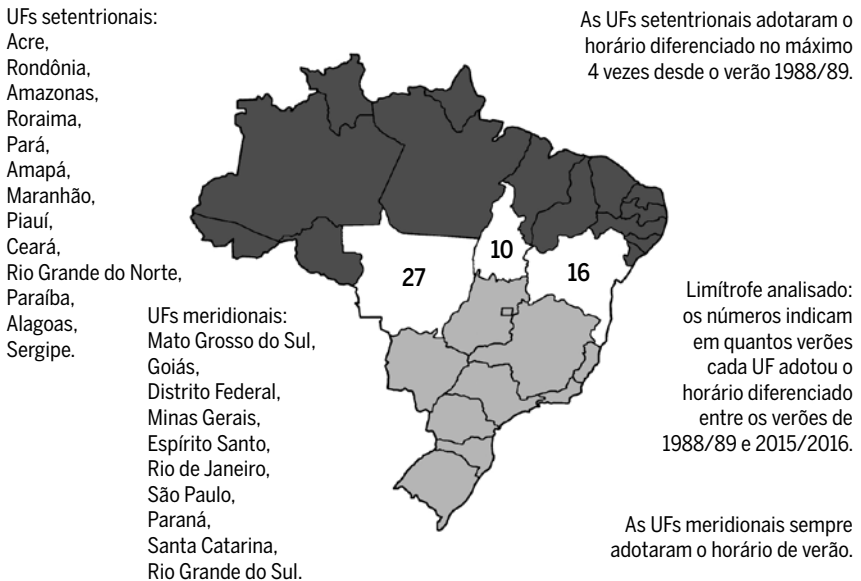 UFs setentrionais:
Acre,
Rondônia,
Amazonas,
Roraima,
Pará,
Amapá,
Maranhão,
Piauí,
Ceará,
Rio Grande do Norte,
Paraíba,
Alagoas,
Sergipe.
As UFs setentrionais adotaram o
horário diferenciado no máximo
4 vezes desde o verão 1988/89.
27
10
16
UFs meridionais:
Mato Grosso do Sul,
Goiás,
Distrito Federal,
Minas Gerais,
Espírito Santo,
Rio de Janeiro,
São Paulo,
Paraná,
Santa Catarina,
Rio Grande do Sul.
Limítrofe analisado:
os números indicam
em quantos verões
cada UF adotou o
horário diferenciado
entre os verões de
1988/89 e 2015/2016.
As UFs meridionais sempre
adotaram o horário de verão.